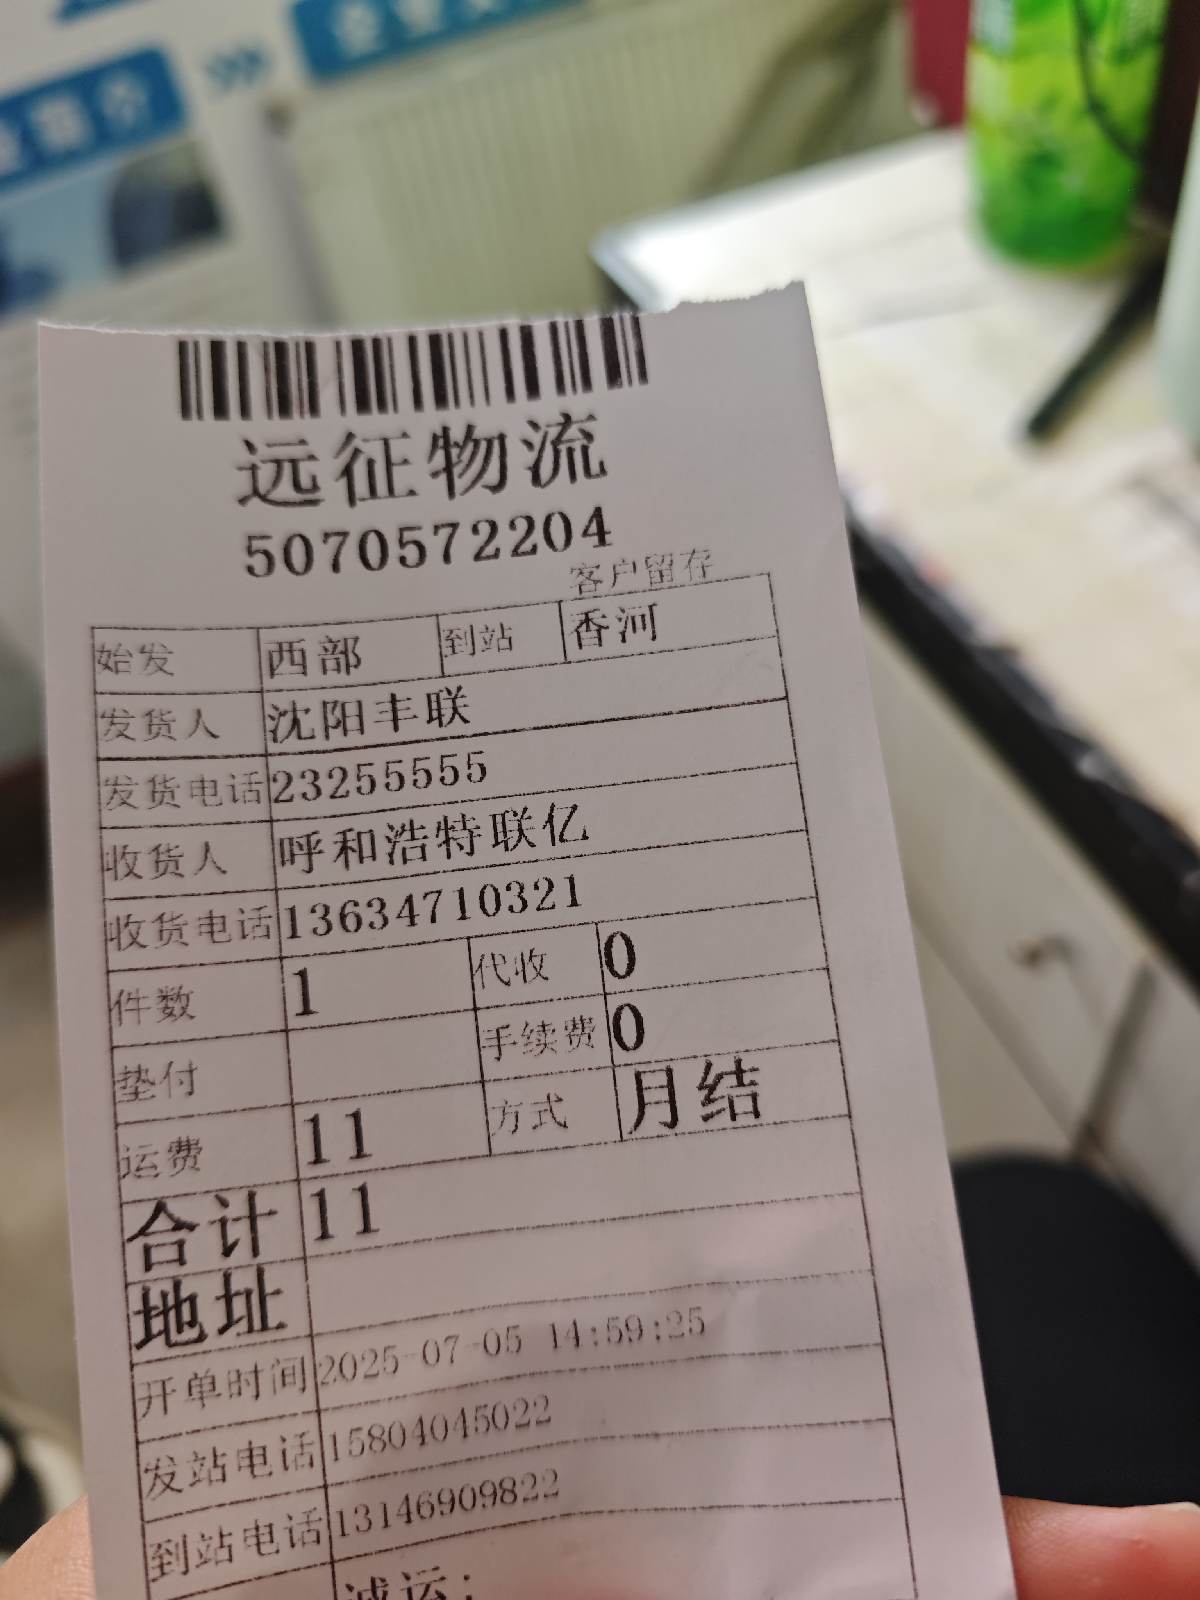 简介
远征物流
5070572204
客户留存
始发 西部 到站 香河
发货人 沈阳丰联
发货电话 23255555
收货人 呼和浩特联亿
收货电话 13634710321
件数 1 代收 0
垫付 手续费 0
运费 11 方式 月结
合计 11
地址
开单时间 2025-07-05 14:59:25
发站电话 15804045022
到站电话 13146909822
诚运: